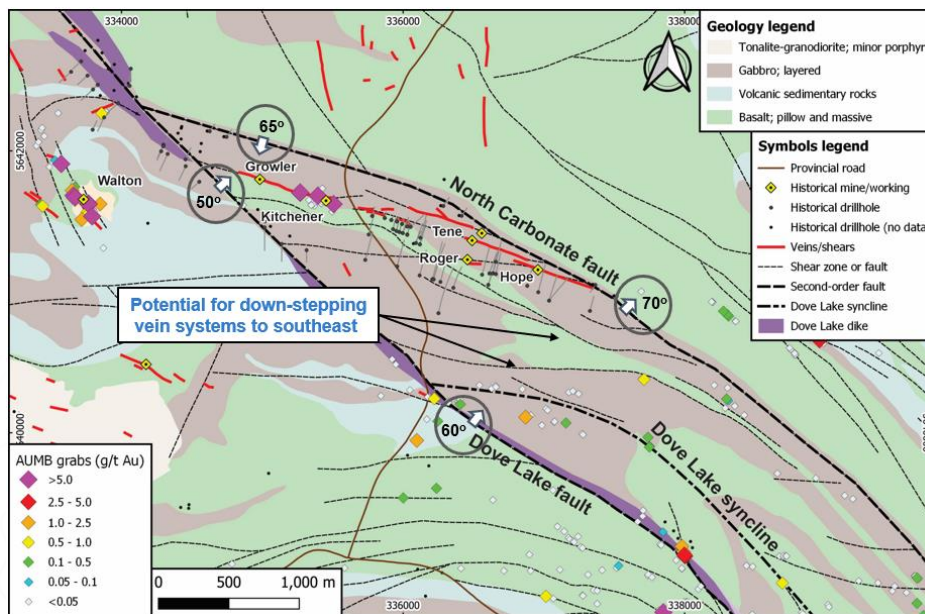 334000
336000
338000
Geology legend
Tonalite-granodiorite; minor porphyr
Gabbro; layered
Volcanic sedimentary rocks
Basalt; pillow and massive
Symbols legend
Provincial road
Historical mine/working
Historical drillhole
Historical drillhole (no data
Veins/shears
Shear zone or fault
Second-order fault
Dove Lake syncline
Dove Lake dike
5642000
65º
Growler
Walton
50º
Kitchener
North Carbonate fault
Tene
Roger
Hope
70º
Potential for down-stepping
vein systems to southeast
60º
Dove Lake fault
Dove Lake syncline
AUMB grabs (g/t Au)
>5.0
2.5 - 5.0
1.0 - 2.5
0.5 - 1.0
0.1 - 0.5
0.05 - 0.1
<0.05
0
500
1,000 m
336000
338000